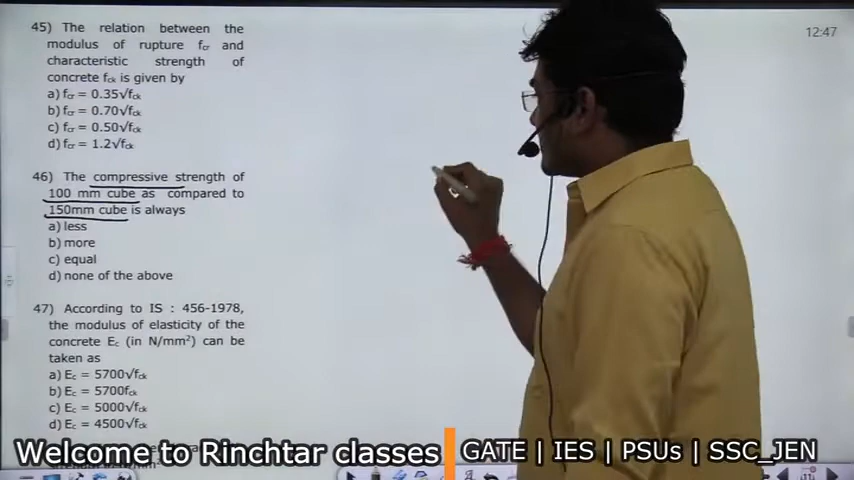 45) The relation between the
modulus of rupture fcr and
characteristic strength of
concrete fck is given by
a) fcr = 0.35√fck
b) fcr = 0.70√fck
c) fcr = 0.50√fck
d) fcr = 1.2√fck
46) The compressive strength of
100 mm cube as compared to
150mm cube is always
a) less
b) more
c) equal
d) none of the above
47) According to IS : 456-1978,
the modulus of elasticity of the
concrete Ec (in N/mm²) can be
taken as
a) Ec = 5700√fck
b) Ec = 5700fck
c) Ec = 5000√fck
d) Ec = 4500√fck
12:47
Welcome to Rinchtar classes
GATE | IES | PSUs | SSC_JEN